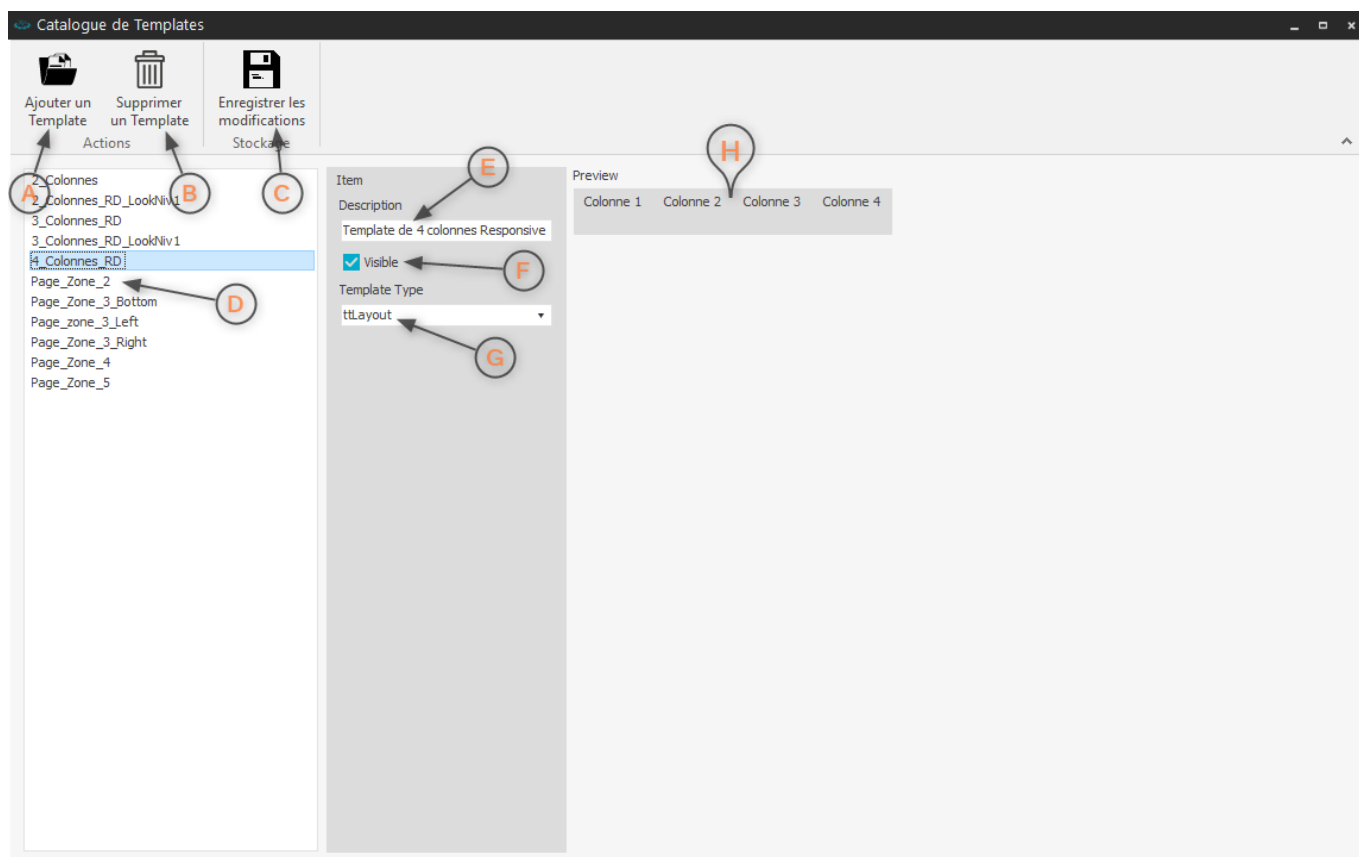 Catalogue de Templates
Ajouter un
Template
Supprimer
un Template
Enregistrer les
modifications
Actions
Stockage
A
B
C
D
E
F
G
H
2_Colonnes
2_Colonnes_RD_LookNiv1
3_Colonnes_RD
3_Colonnes_RD_LookNiv1
4_Colonnes_RD
Page_Zone_2
Page_Zone_3_Bottom
Page_zone_3_Left
Page_Zone_3_Right
Page_Zone_4
Page_Zone_5
Item
Description
Template de 4 colonnes Responsive
Visible
Template Type
ttLayout
Preview
Colonne 1 Colonne 2 Colonne 3 Colonne 4